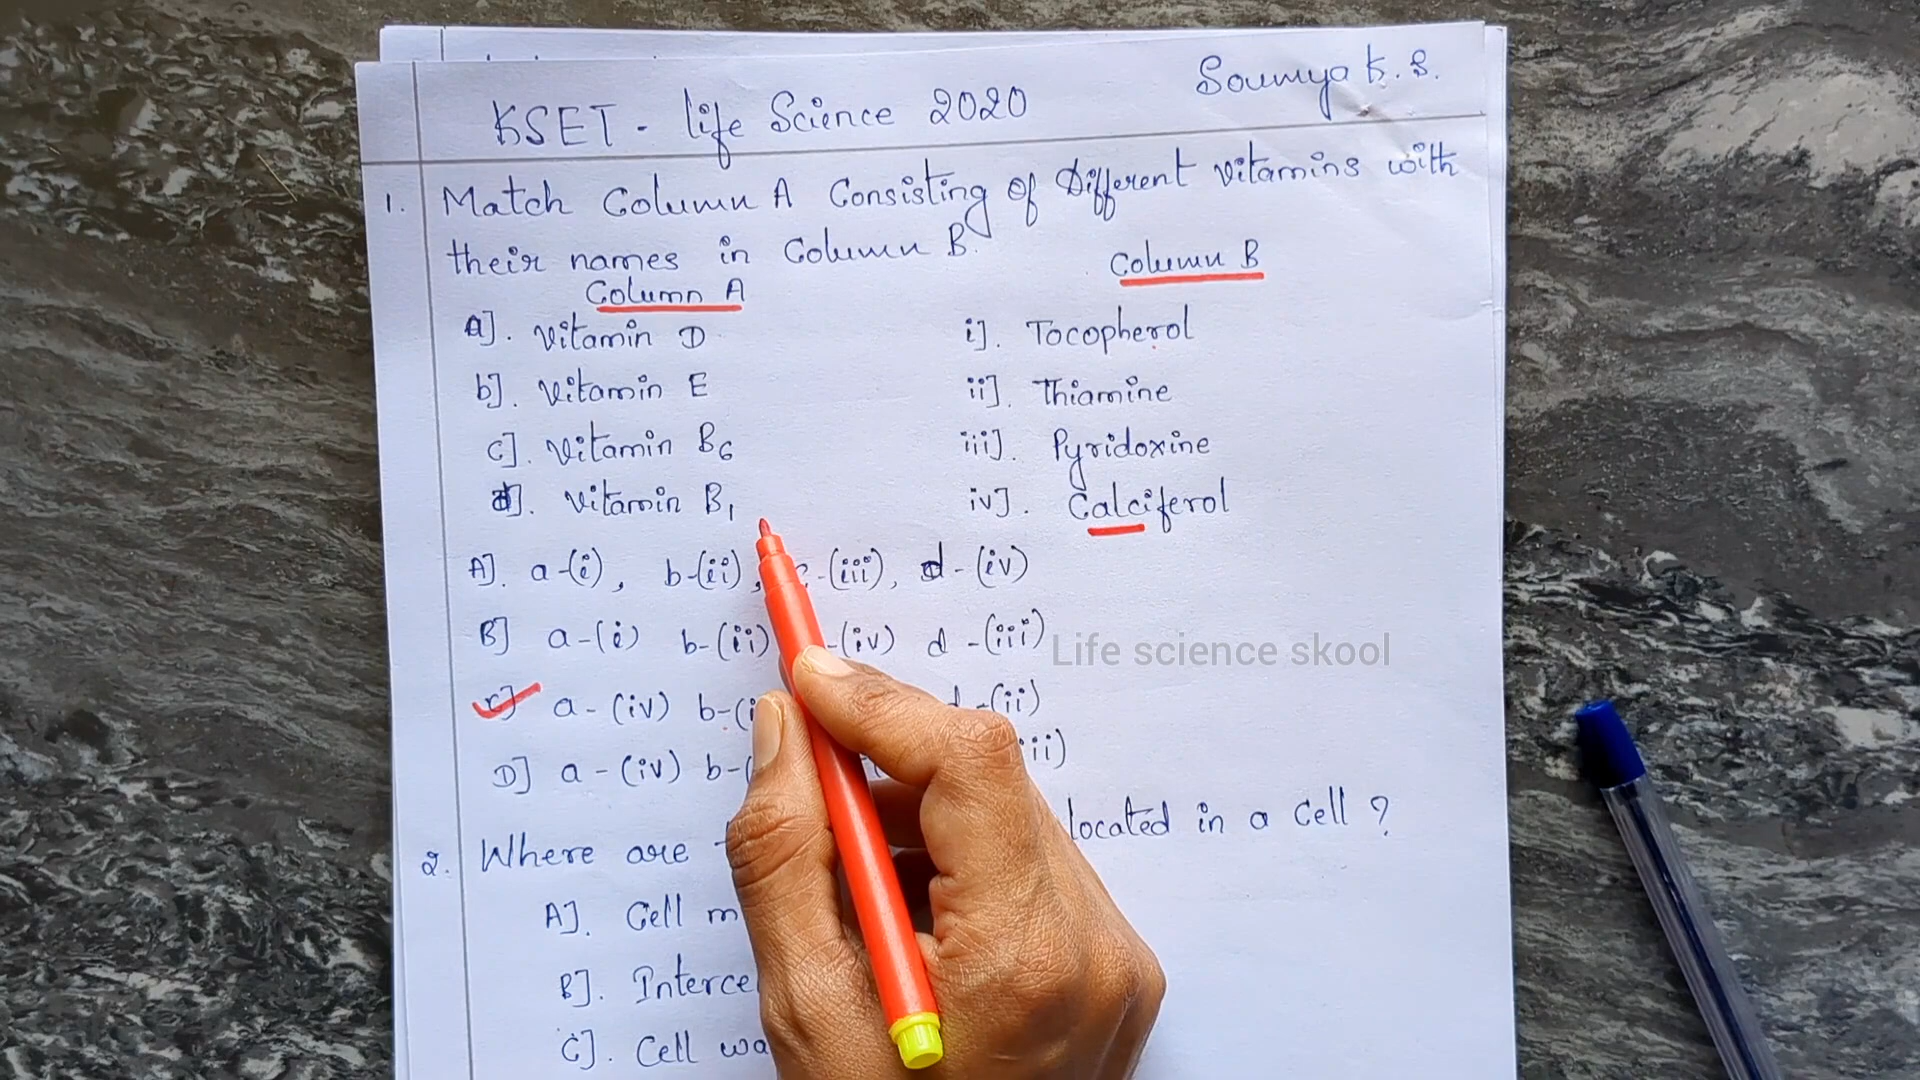 KSET - life Science 2020
Soumya K. S.
1. Match Column A Consisting of Different vitamins with
their names in Column B.
Column A
Column B
a]. Vitamin D
i]. Tocopherol
b]. Vitamin E
ii]. Thiamine
c]. Vitamin B6
iii]. Pyridoxine
d]. Vitamin B1
iv]. Calciferol
A]. a-(i), b-(ii), c-(iii), d-(iv)
B] a-(i) b-(ii) -(iv) d-(iii)
Life science skool
C] a-(iv) b-(i d-(ii)
D] a-(iv) b-( iii)
2. Where are located in a Cell ?
A]. Cell m
B]. Interce
C]. Cell wa